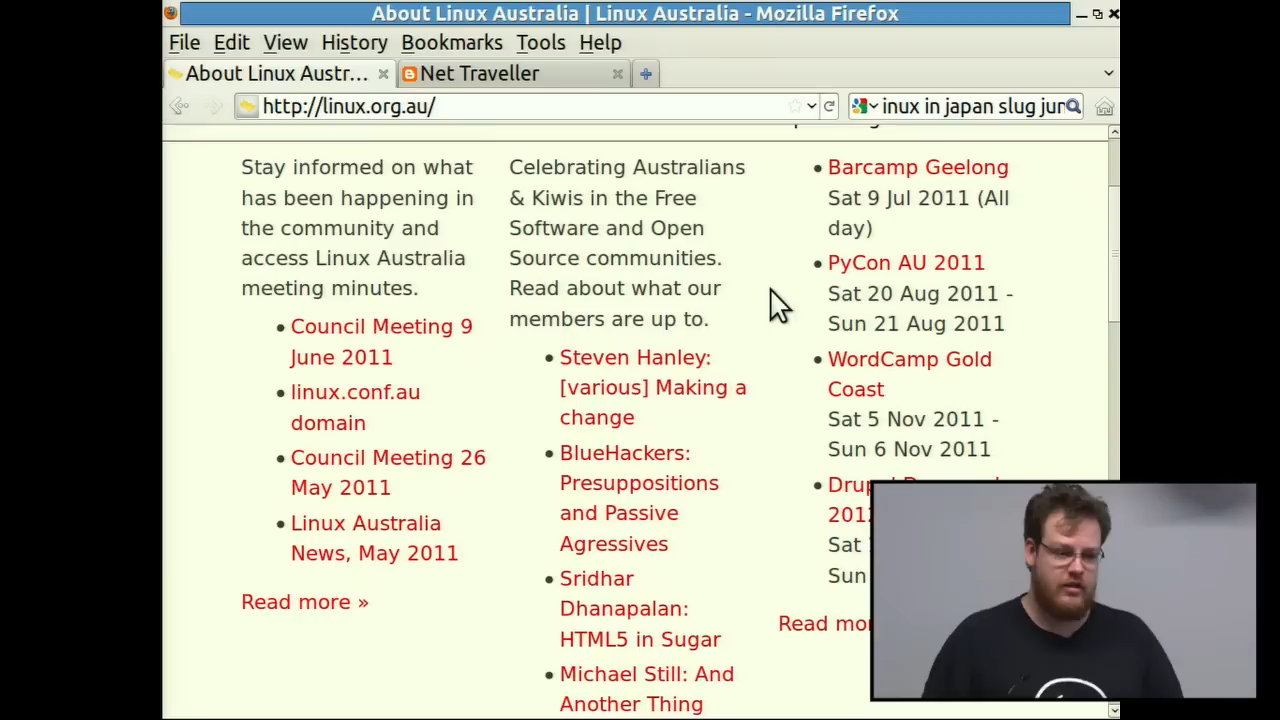 About Linux Australia | Linux Australia - Mozilla Firefox
File Edit View History Bookmarks Tools Help
About Linux Austr...
Net Traveller
http://linux.org.au/
inux in japan slug jur
Stay informed on what
has been happening in
the community and
access Linux Australia
meeting minutes.
Council Meeting 9
June 2011
linux.conf.au
domain
Council Meeting 26
May 2011
Linux Australia
News, May 2011
Read more »
Celebrating Australians
& Kiwis in the Free
Software and Open
Source communities.
Read about what our
members are up to.
Steven Hanley:
[various] Making a
change
BlueHackers:
Presuppositions
and Passive
Agressives
Sridhar
Dhanapalan:
HTML5 in Sugar
Michael Still: And
Another Thing
Barcamp Geelong
Sat 9 Jul 2011 (All
day)
PyCon AU 2011
Sat 20 Aug 2011 -
Sun 21 Aug 2011
WordCamp Gold
Coast
Sat 5 Nov 2011 -
Sun 6 Nov 2011
2012
Sat
Sun
Read